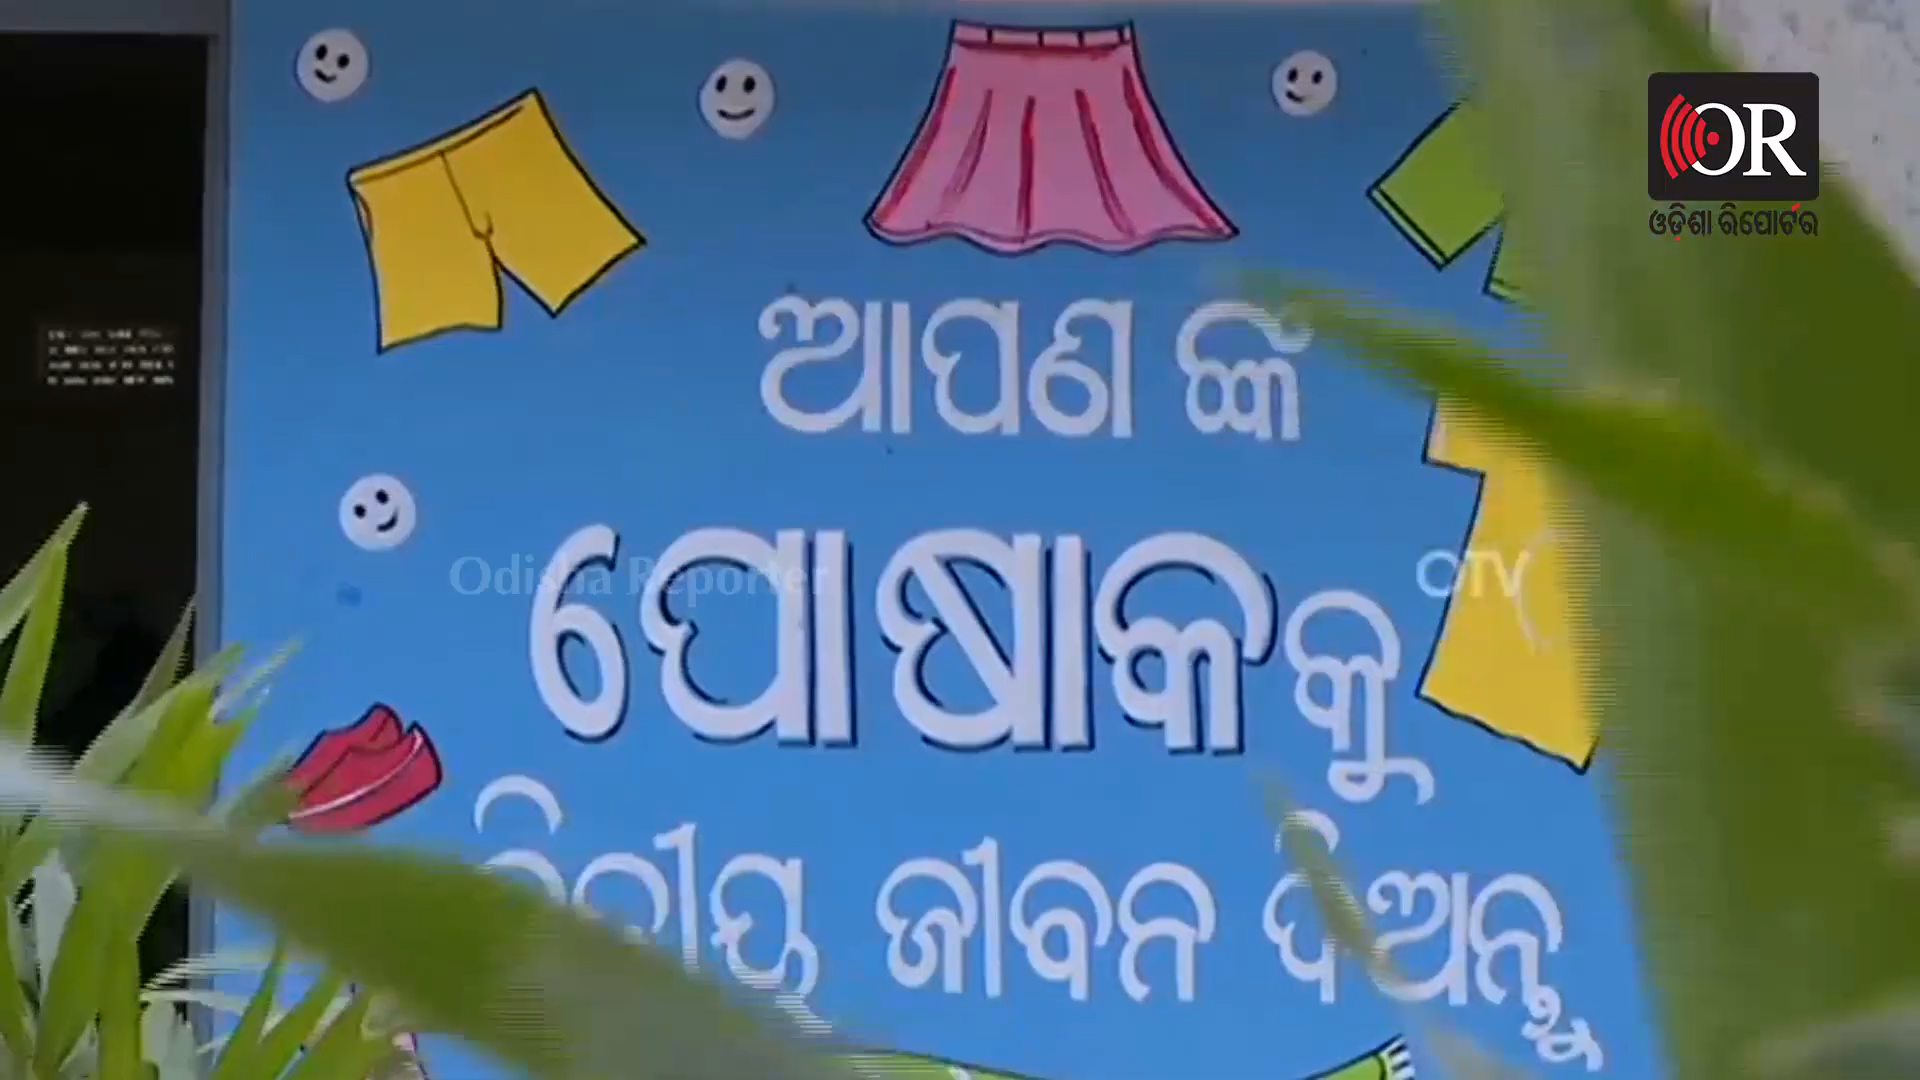 OR
ଓଡ଼ିଶା ରିପୋର୍ଟର
ଆପଣ ଙ୍କ
ପୋଷାକକୁ
Odisha Reporter
OTV
ଦ୍ୱିତୀୟ ଜୀବନ ଦିଅନ୍ତୁ